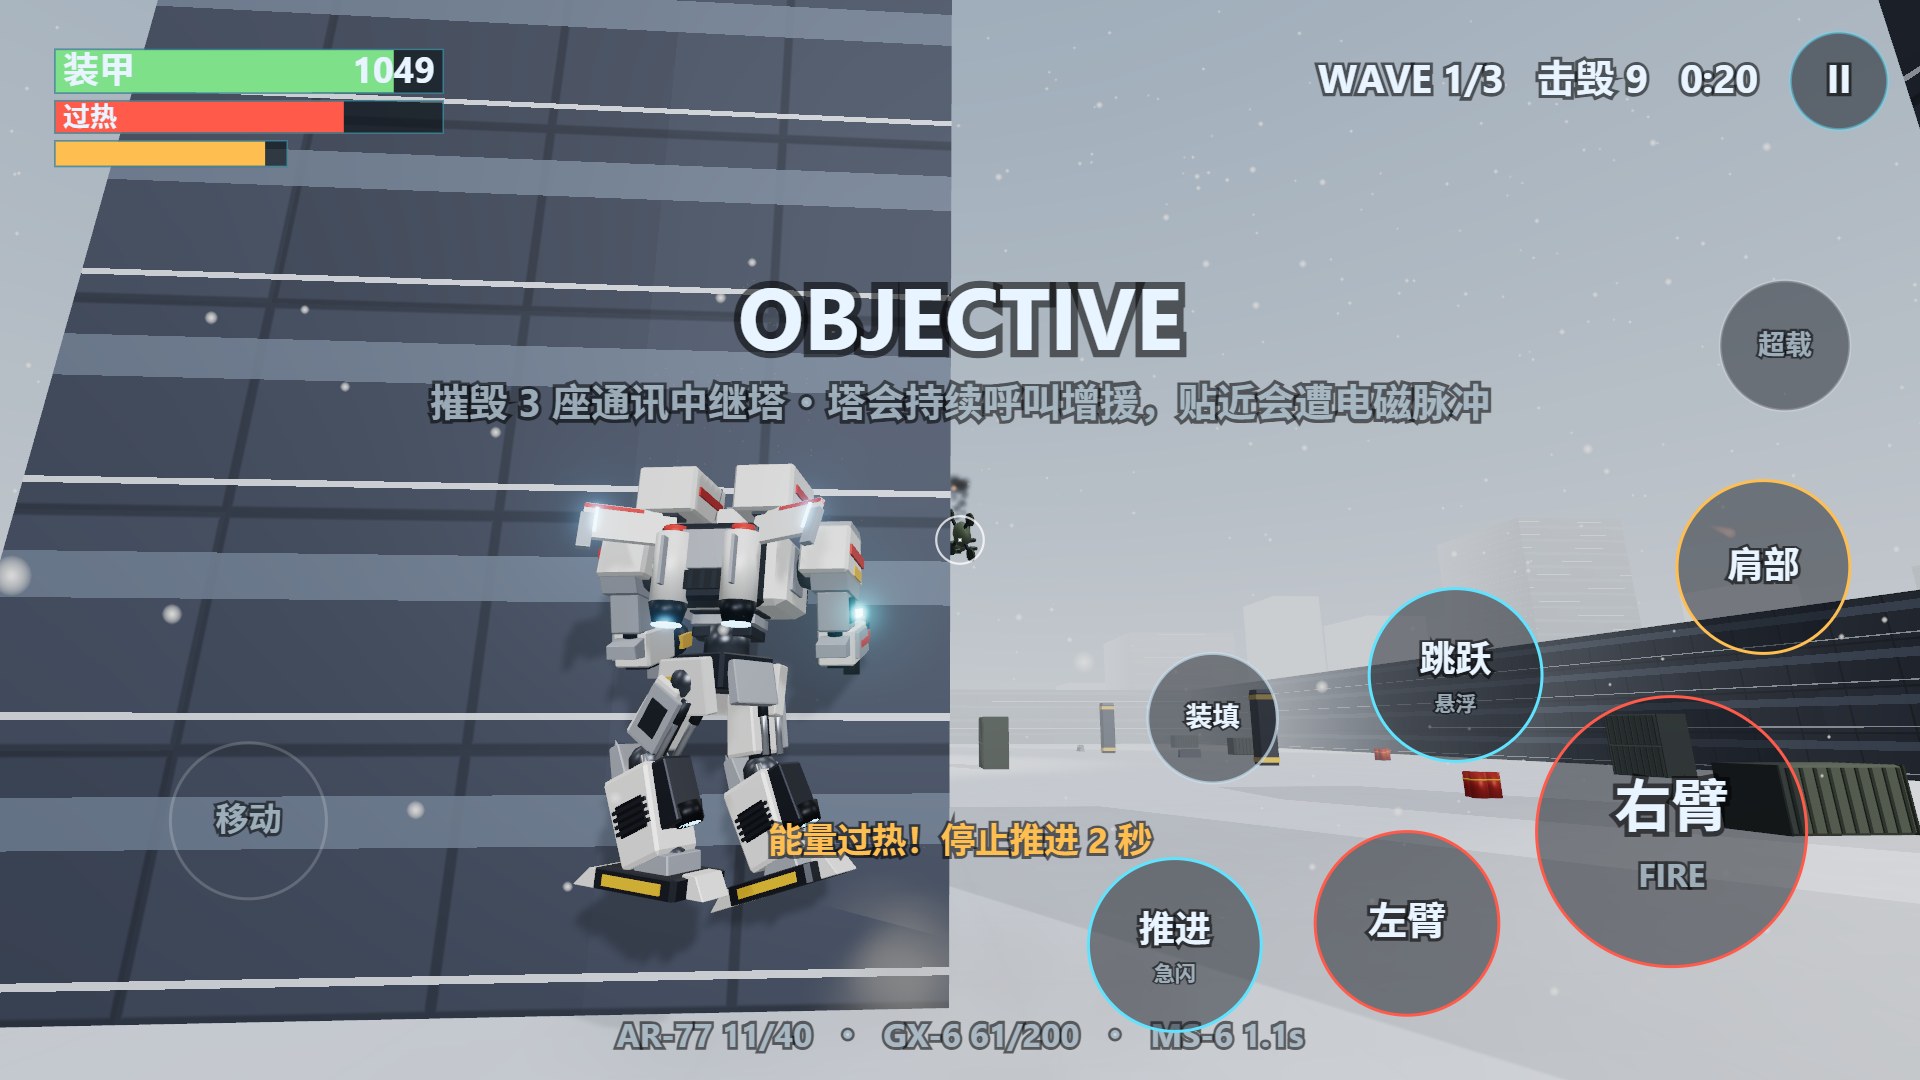 装甲 1049
过热
WAVE 1/3 击毁 9 0:20
OBJECTIVE
摧毁 3 座通讯中继塔・塔会持续呼叫增援，贴近会遭电磁脉冲
超载
肩部
跳跃
悬浮
装填
移动
右臂
FIRE
能量过热！停止推进 2 秒
推进
急闪
左臂
AR-77 11/40 • GX-6 61/200 • MS-6 1.1s